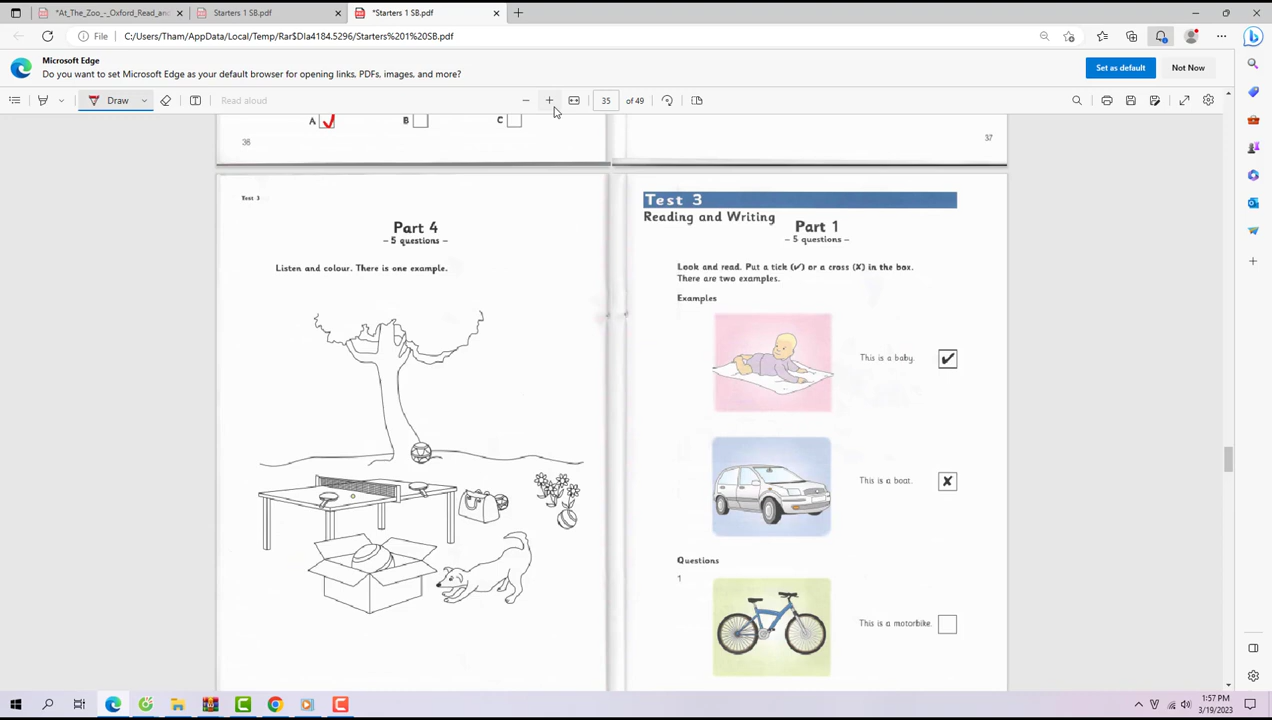 *At_The_Zoo_-_Oxford_Read_an
Starters 1 SB.pdf
*Starters 1 SB.pdf
File
C:/Users/Tham/AppData/Local/Temp/Rar$DIa4184.5296/Starters%201%20SB.pdf
Microsoft Edge
Do you want to set Microsoft Edge as your default browser for opening links, PDFs, images, and more?
Set as default
Not Now
Draw
Read aloud
35 of 49
A B C
38
37
Test 3
Part 4
– 5 questions –
Listen and colour. There is one example.
Test 3
Reading and Writing
Part 1
– 5 questions –
Look and read. Put a tick (✔) or a cross (✘) in the box.
There are two examples.
Examples
This is a baby. ✔
This is a boat. ✘
Questions
1
This is a motorbike.
1:57 PM
3/19/2023